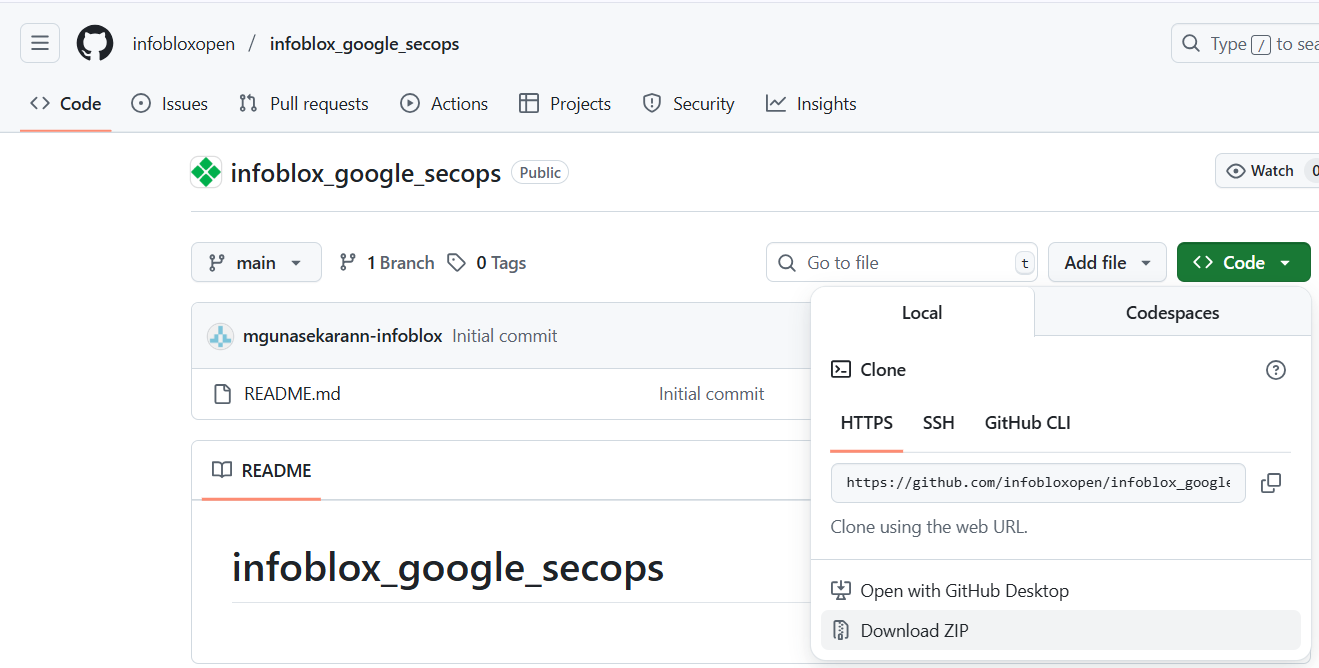 infobloxopen / infoblox_google_secops
Type / to sea
Code Issues Pull requests Actions Projects Security Insights
infoblox_google_secops Public
Watch 0
main 1 Branch 0 Tags
Go to file t
Add file
Code
Local Codespaces
mgunasekarann-infoblox Initial commit
README.md Initial commit
Clone
HTTPS SSH GitHub CLI
https://github.com/infobloxopen/infoblox_google
Clone using the web URL.
Open with GitHub Desktop
Download ZIP
README
infoblox_google_secops